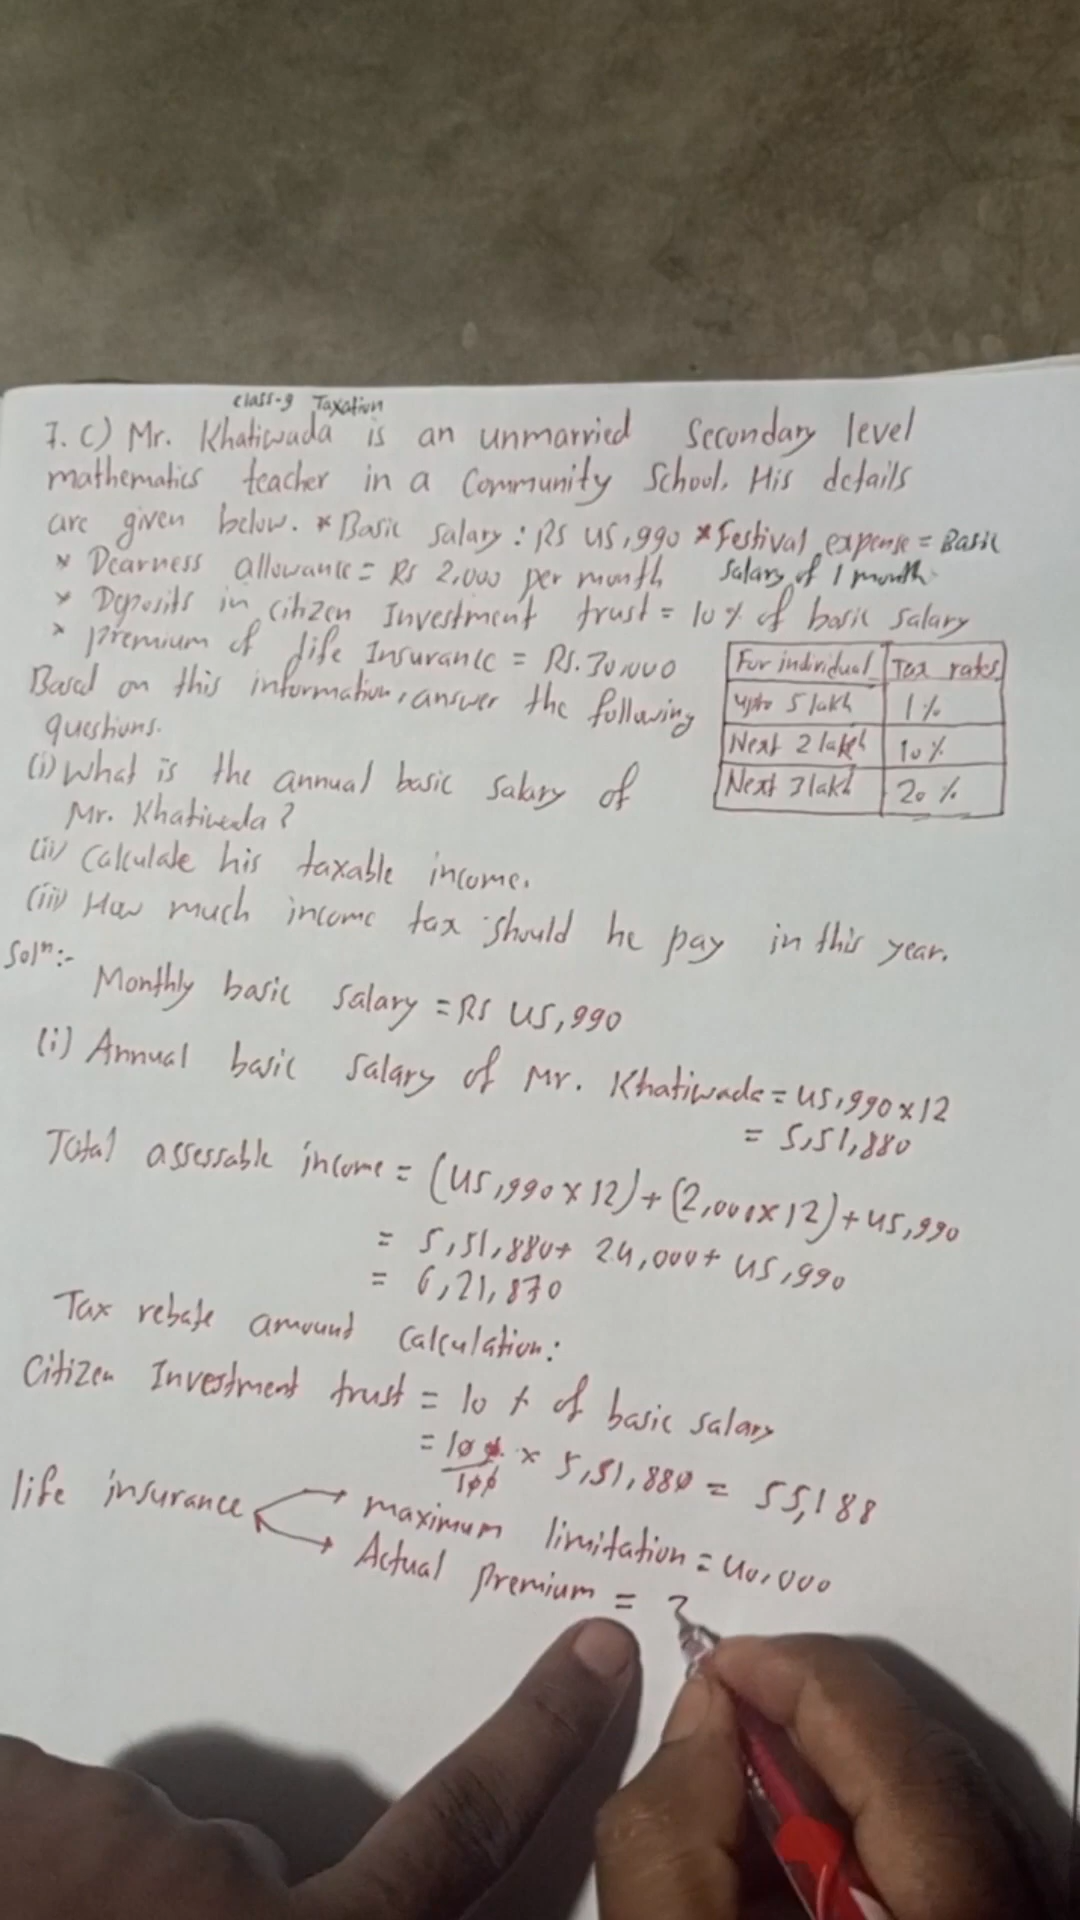 class-9 Taxation
7. c) Mr. Khatiwada is an unmarried Secondary level
mathematics teacher in a Community School. His details
are given below. * Basic salary : Rs 45,990 * Festival expense = Basic
salary of 1 month
* Dearness allowance = Rs 2,000 per month
* Deposits in citizen Investment trust = 10% of basic salary
* Premium of life Insurance = Rs. 30,000
Based on this information, answer the following
questions.
For individual Tax rates
upto 5 lakh 1%
Next 2 lakh 10%
Next 3 lakh 20%
(i) What is the annual basic salary of
Mr. Khatiwada?
(ii) Calculate his taxable income.
(iii) How much income tax should he pay in this year.
Solⁿ:-
Monthly basic salary = Rs 45,990
(i) Annual basic salary of Mr. Khatiwada = 45,990 x 12
= 5,51,880
Total assessable income = (45,990 x 12) + (2,000 x 12) + 45,990
= 5,51,880 + 24,000 + 45,990
= 6,21,870
Tax rebate amount Calculation:
Citizen Investment trust = 10 % of basic salary
= 10/100 x 5,51,880 = 55,188
life insurance
maximum limitation = 40,000
Actual premium = 3